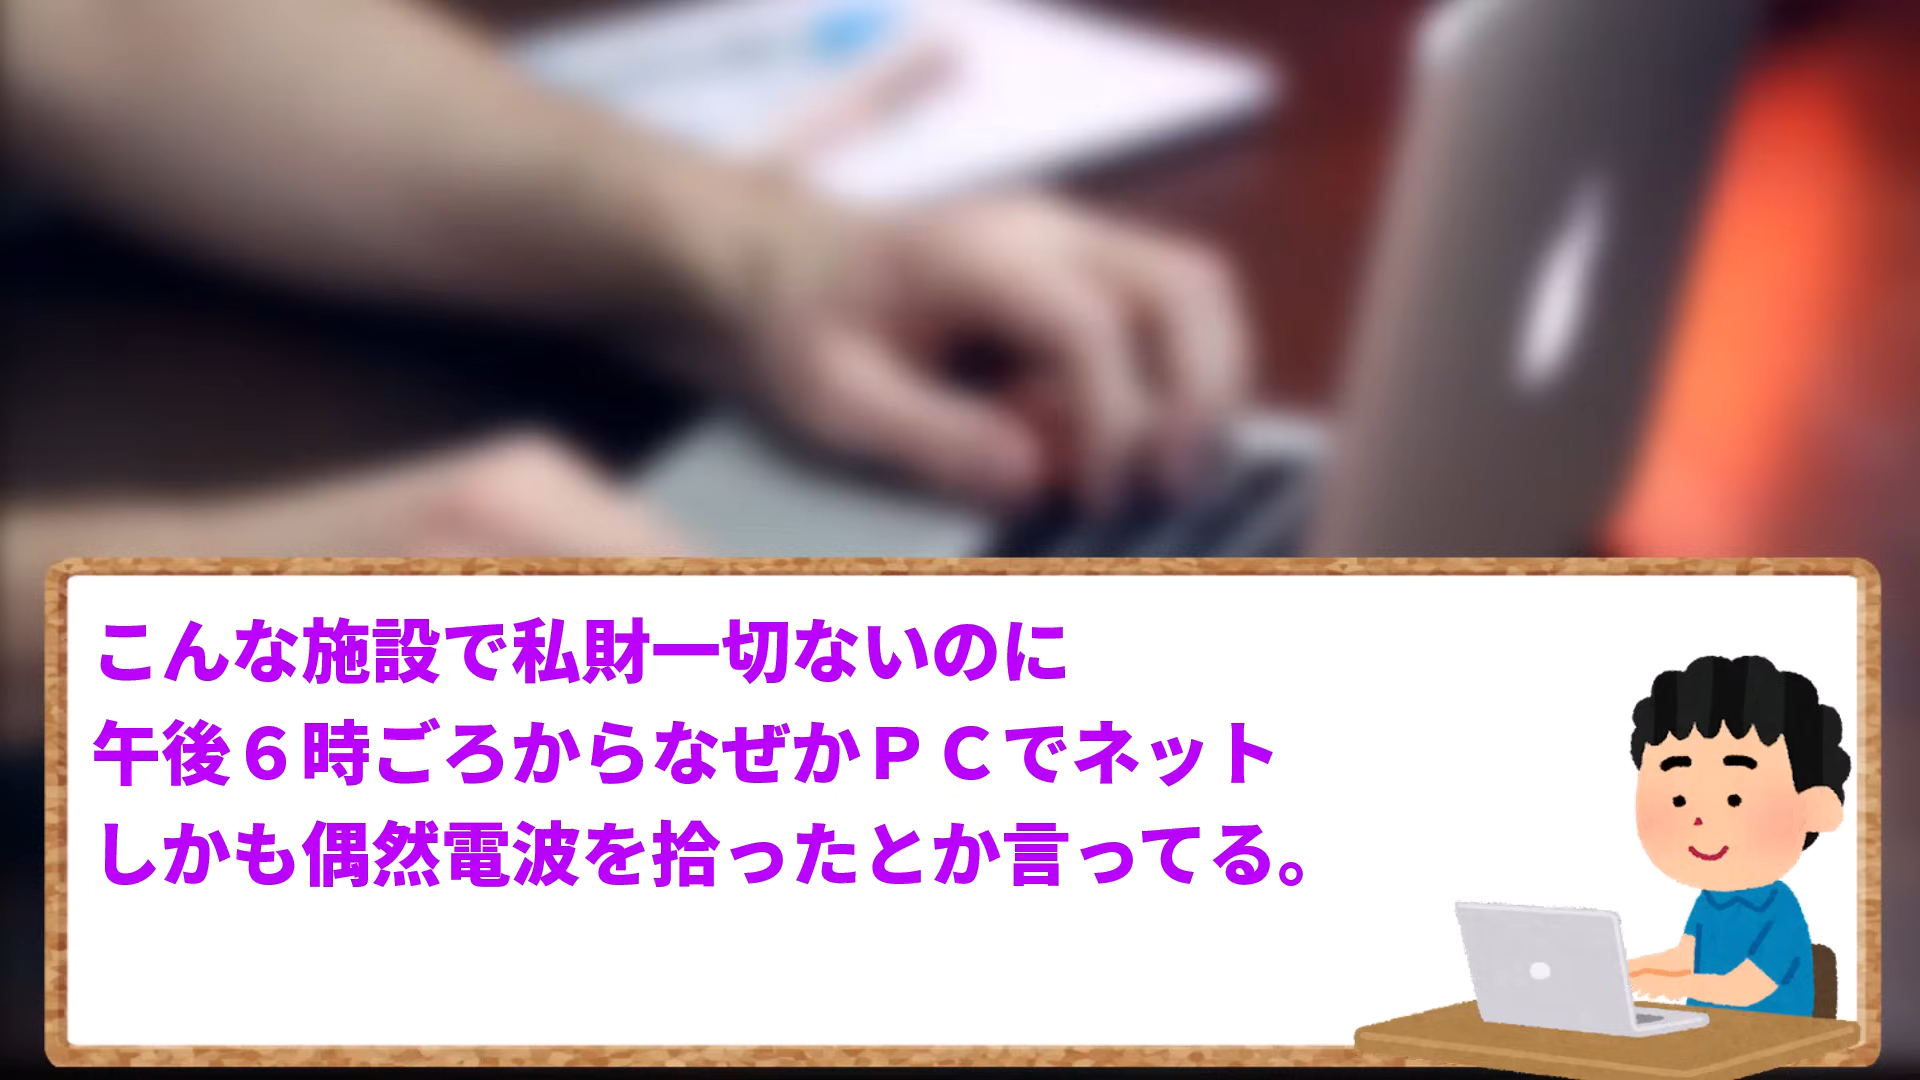 こんな施設で私財一切ないのに
午後６時ごろからなぜかＰＣでネット
しかも偶然電波を拾ったとか言ってる。